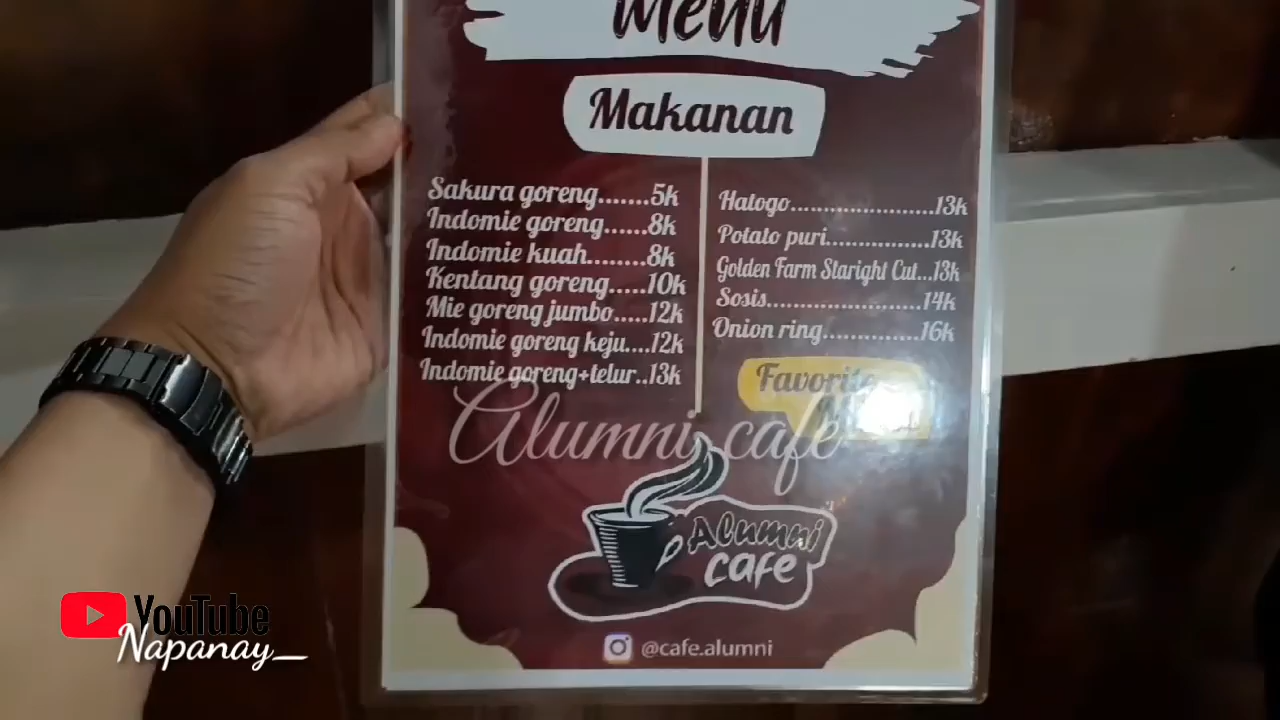 Menu
Makanan
Sakura goreng.......5k
Indomie goreng......8k
Indomie kuah........8k
Kentang goreng.....10k
Mie goreng jumbo.....12k
Indomie goreng keju....12k
Indomie goreng+telur..13k
Hatogo......................13k
Potato puri................13k
Golden Farm Staright Cut...13k
Sosis........................14k
Onion ring...............16k
Favorite
Alumni cafe
Alumni
cafe
@cafe.alumni
YouTube
Napanay_